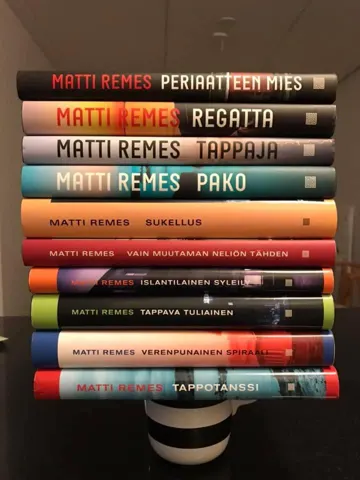 MATTI REMES PERIAATTEEN MIES
MATTI REMES REGATTA
MATTI REMES TAPPAJA
MATTI REMES PAKO
MATTI REMES SUKELLUS
MATTI REMES VAIN MUUTAMAN NELIÖN TÄHDEN
MATTI REMES ISLANTILAINEN SYLEILY
MATTI REMES TAPPAVA TULIAINEN
MATTI REMES VERENPUNAINEN SPIRAALI
MATTI REMES TAPPOTANSSI